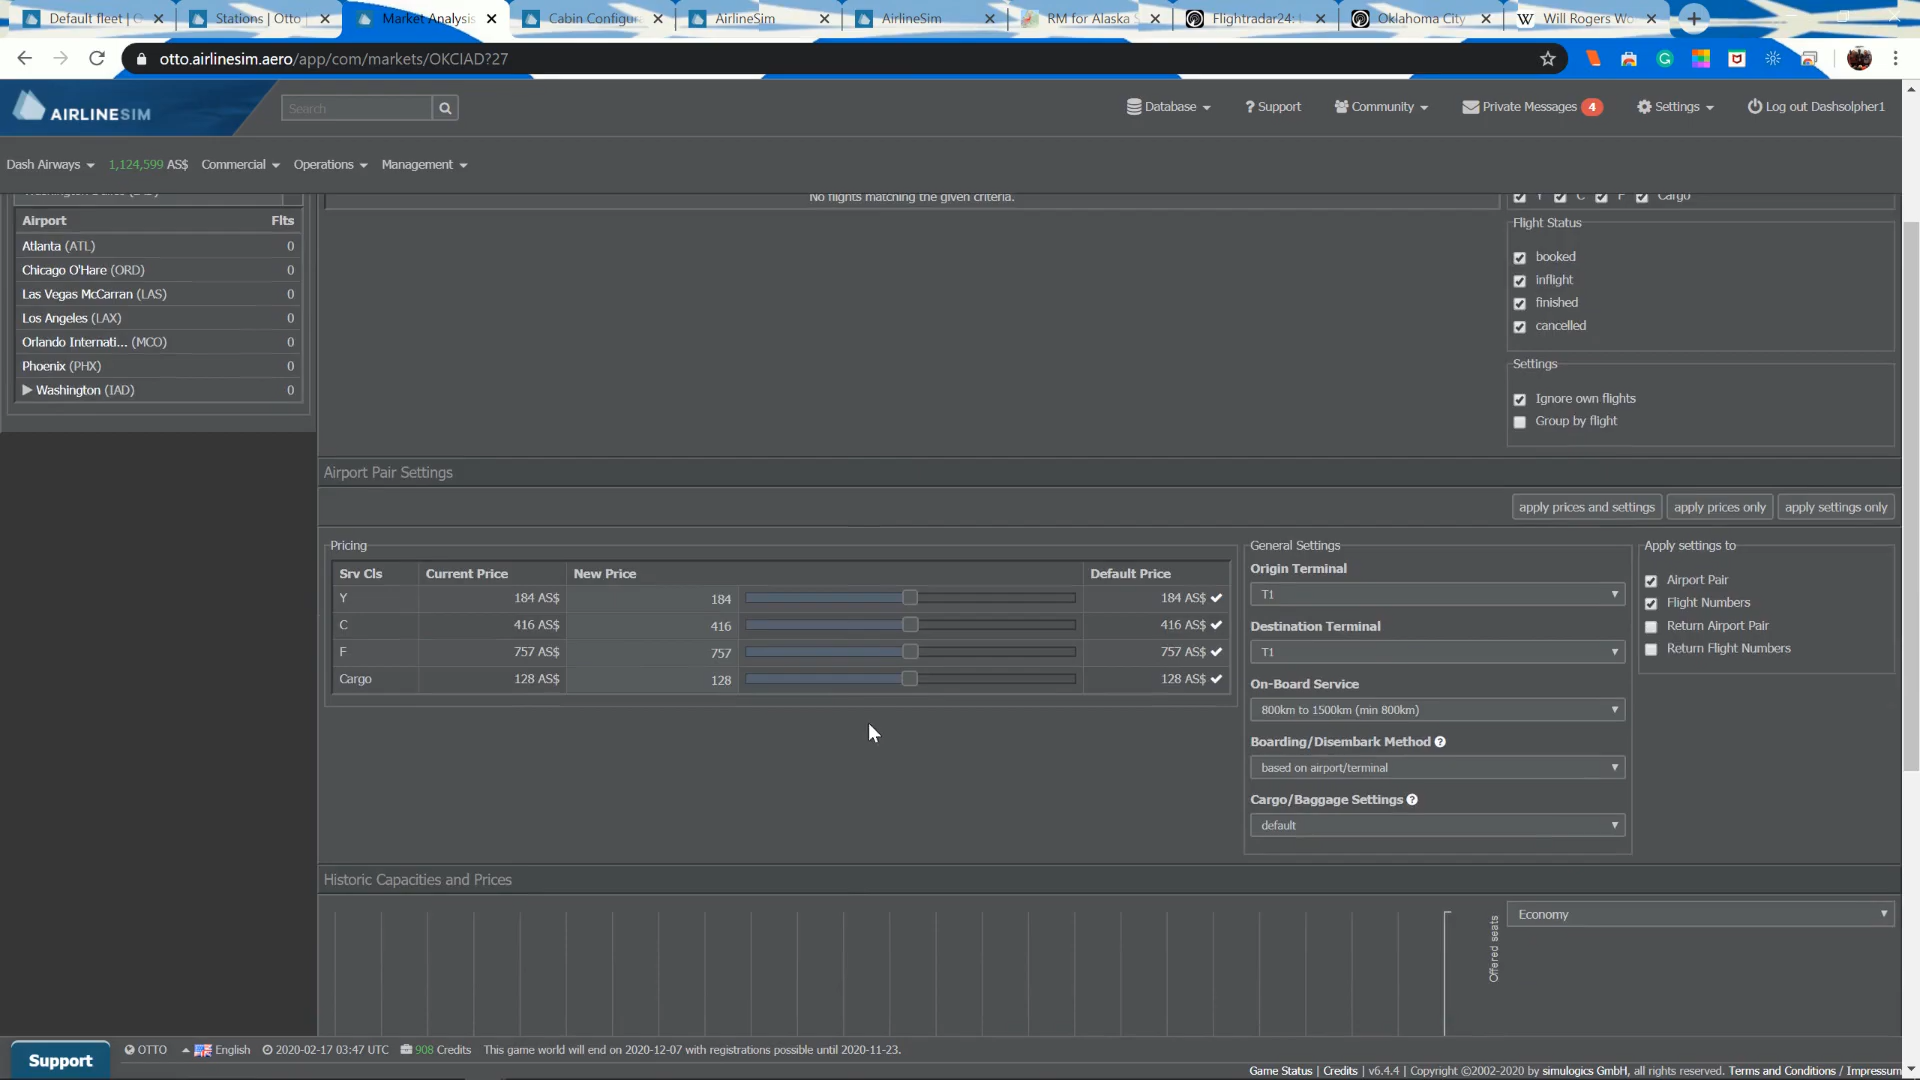 Default fleet | O
Stations | Otto
Market Analysis
Cabin Configur
AirlineSim
AirlineSim
RM for Alaska S
Flightradar24:
Oklahoma City
Will Rogers Wo
otto.airlinesim.aero/app/com/markets/OKCIAD?27
AIRLINESIM
Search
Database
? Support
Community
Private Messages 4
Settings
Log out Dashsolpher1
Dash Airways
1,124,599 AS$
Commercial
Operations
Management
No flights matching the given criteria.
Y C F Cargo
Airport Flts
Atlanta (ATL) 0
Chicago O'Hare (ORD) 0
Las Vegas McCarran (LAS) 0
Los Angeles (LAX) 0
Orlando Internati... (MCO) 0
Phoenix (PHX) 0
Washington (IAD) 0
Flight Status
booked
inflight
finished
cancelled
Settings
Ignore own flights
Group by flight
Airport Pair Settings
apply prices and settings
apply prices only
apply settings only
Pricing
Srv Cls Current Price New Price Default Price
Y 184 AS$ 184 184 AS$
C 416 AS$ 416 416 AS$
F 757 AS$ 757 757 AS$
Cargo 128 AS$ 128 128 AS$
General Settings
Origin Terminal
T1
Destination Terminal
T1
On-Board Service
800km to 1500km (min 800km)
Boarding/Disembark Method
based on airport/terminal
Cargo/Baggage Settings
default
Apply settings to
Airport Pair
Flight Numbers
Return Airport Pair
Return Flight Numbers
Historic Capacities and Prices
Offered seats
Economy
Support
OTTO
English
2020-02-17 03:47 UTC
908 Credits
This game world will end on 2020-12-07 with registrations possible until 2020-11-23.
Game Status | Credits | v6.4.4 | Copyright ©2002-2020 by simulogics GmbH, all rights reserved. Terms and Conditions / Impressum